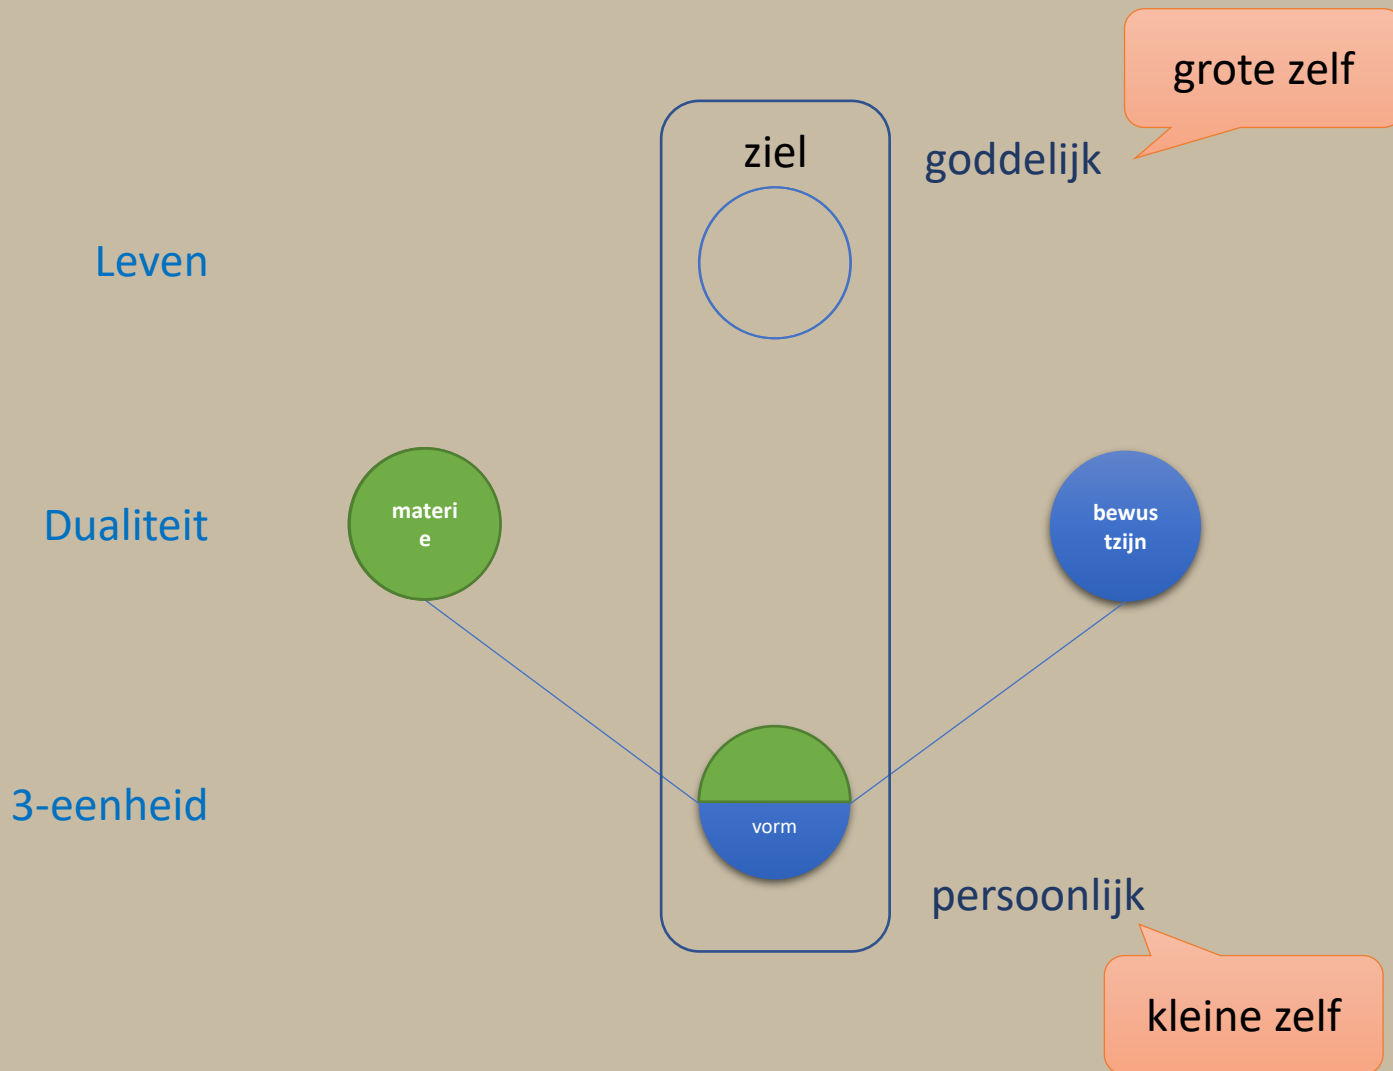 grote zelf
ziel
goddelijk
Leven
Dualiteit
materi
e
bewus
tzijn
3-eenheid
vorm
persoonlijk
kleine zelf